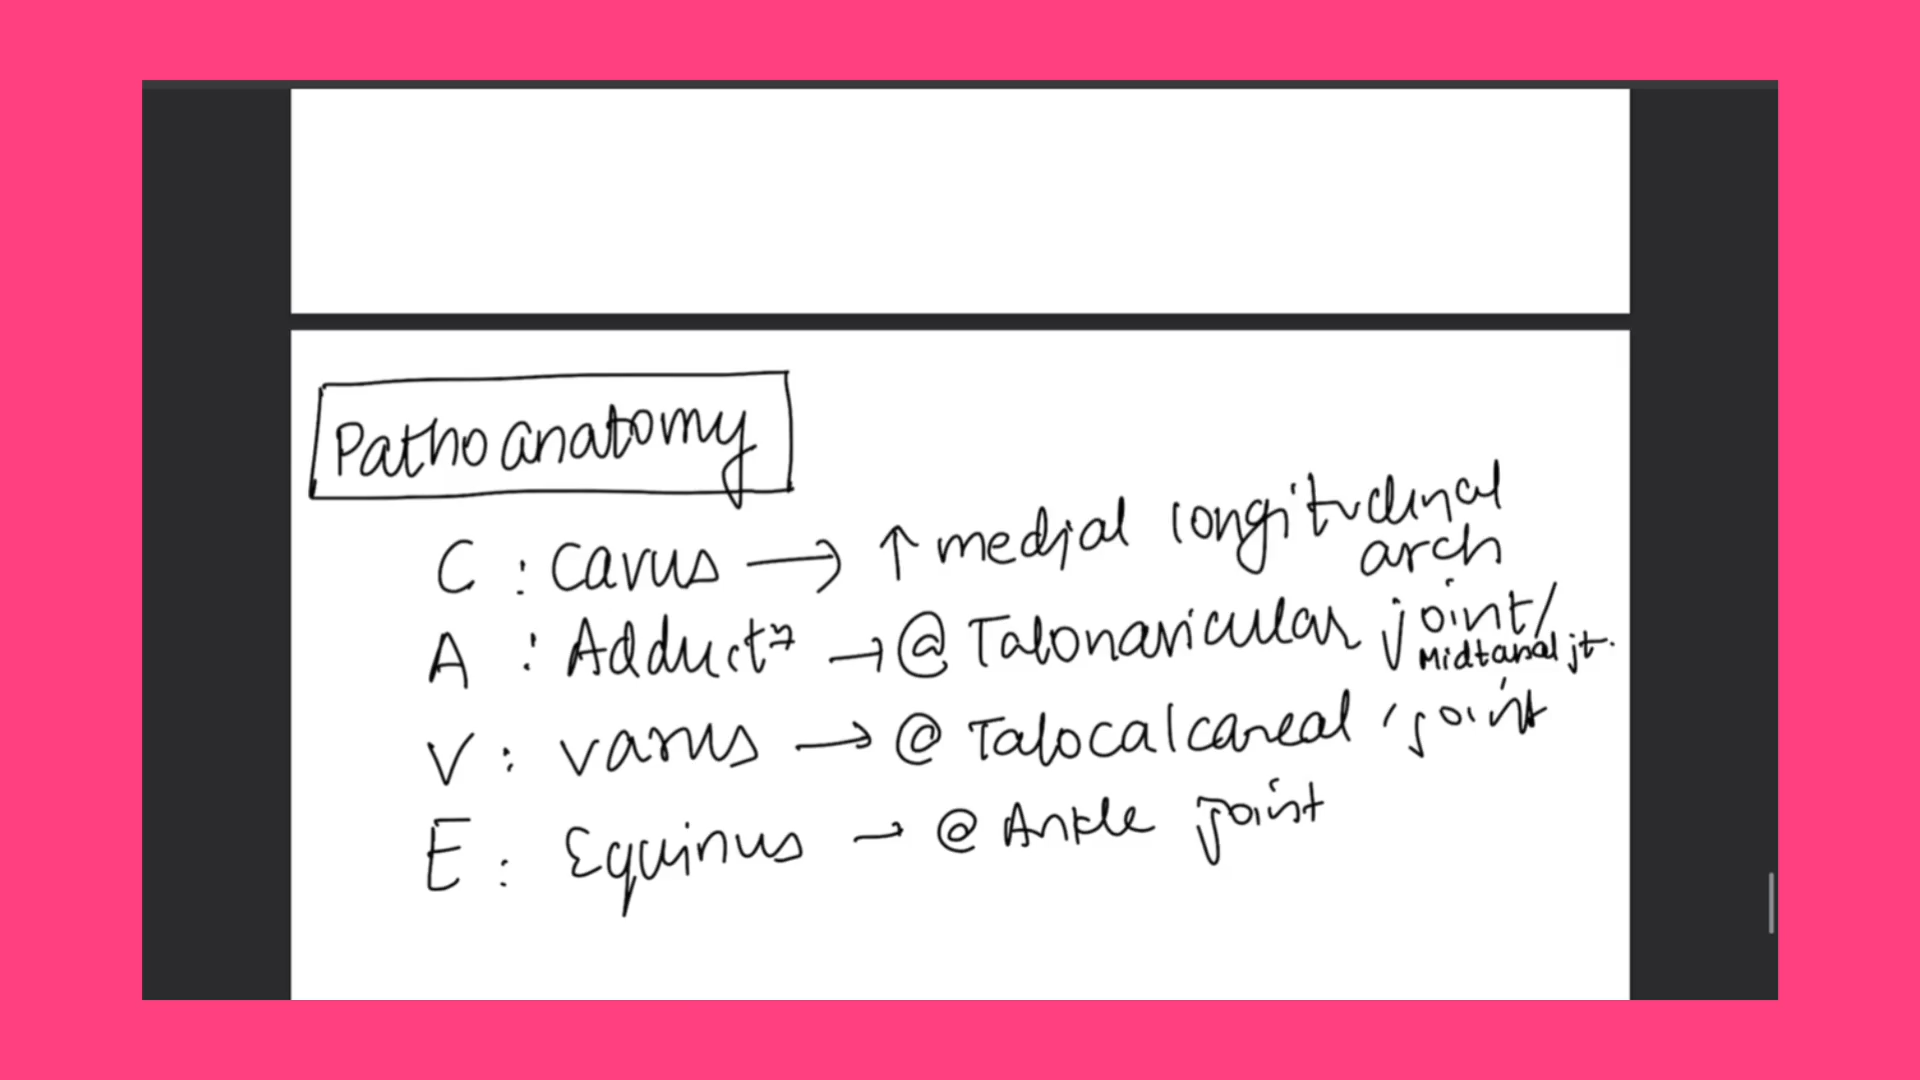 Pathoanatomy
C : Cavus → ↑ medial longitudinal
arch
A : Adductⁿ → @ Talonavicular joint/
Midtarsal jt.
V : varus → @ Talocalcaneal joint
E : Equinus → @ Ankle joint